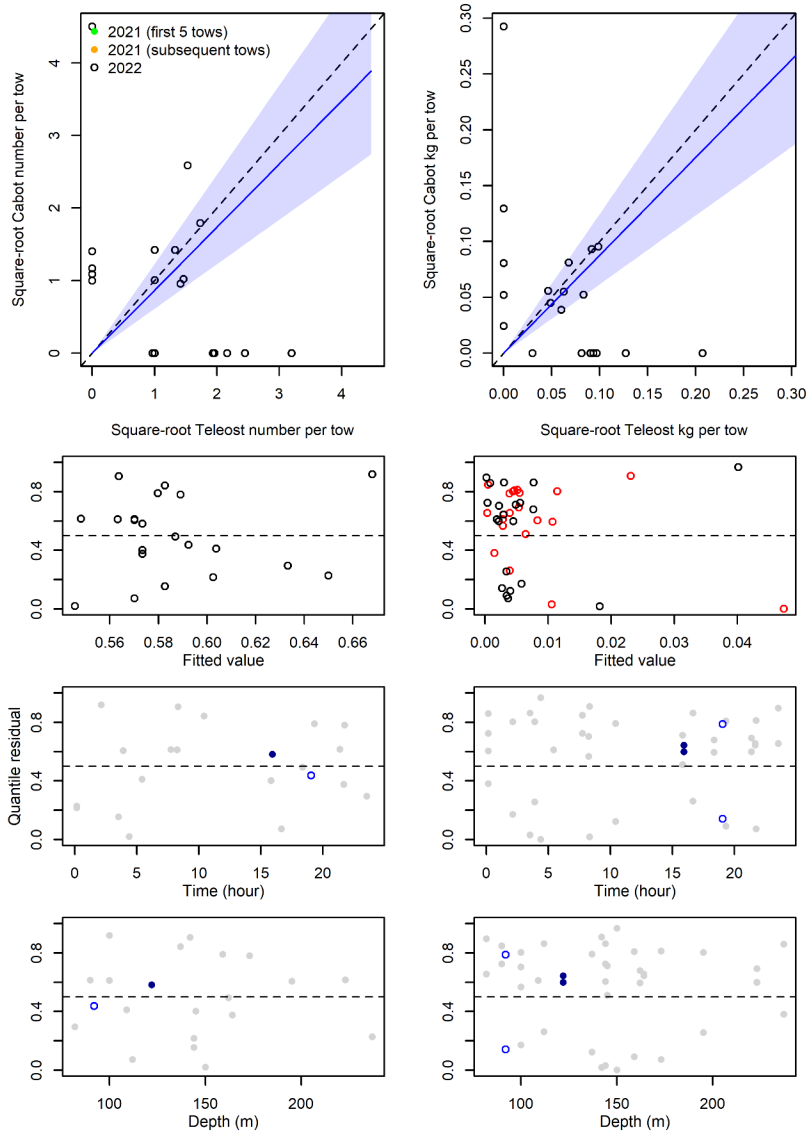 2021 (first 5 tows)
2021 (subsequent tows)
2022
Square-root Cabot number per tow
0 1 2 3 4
0 1 2 3 4
Square-root Teleost number per tow
Square-root Cabot kg per tow
0.00 0.05 0.10 0.15 0.20 0.25 0.30
0.00 0.05 0.10 0.15 0.20 0.25 0.30
Square-root Teleost kg per tow
0.0 0.4 0.8
0.56 0.58 0.60 0.62 0.64 0.66
Fitted value
0.0 0.4 0.8
0.00 0.01 0.02 0.03 0.04
Fitted value
Quantile residual
0.0 0.4 0.8
0 5 10 15 20
Time (hour)
0.0 0.4 0.8
0 5 10 15 20
Time (hour)
0.0 0.4 0.8
100 150 200
Depth (m)
0.0 0.4 0.8
100 150 200
Depth (m)